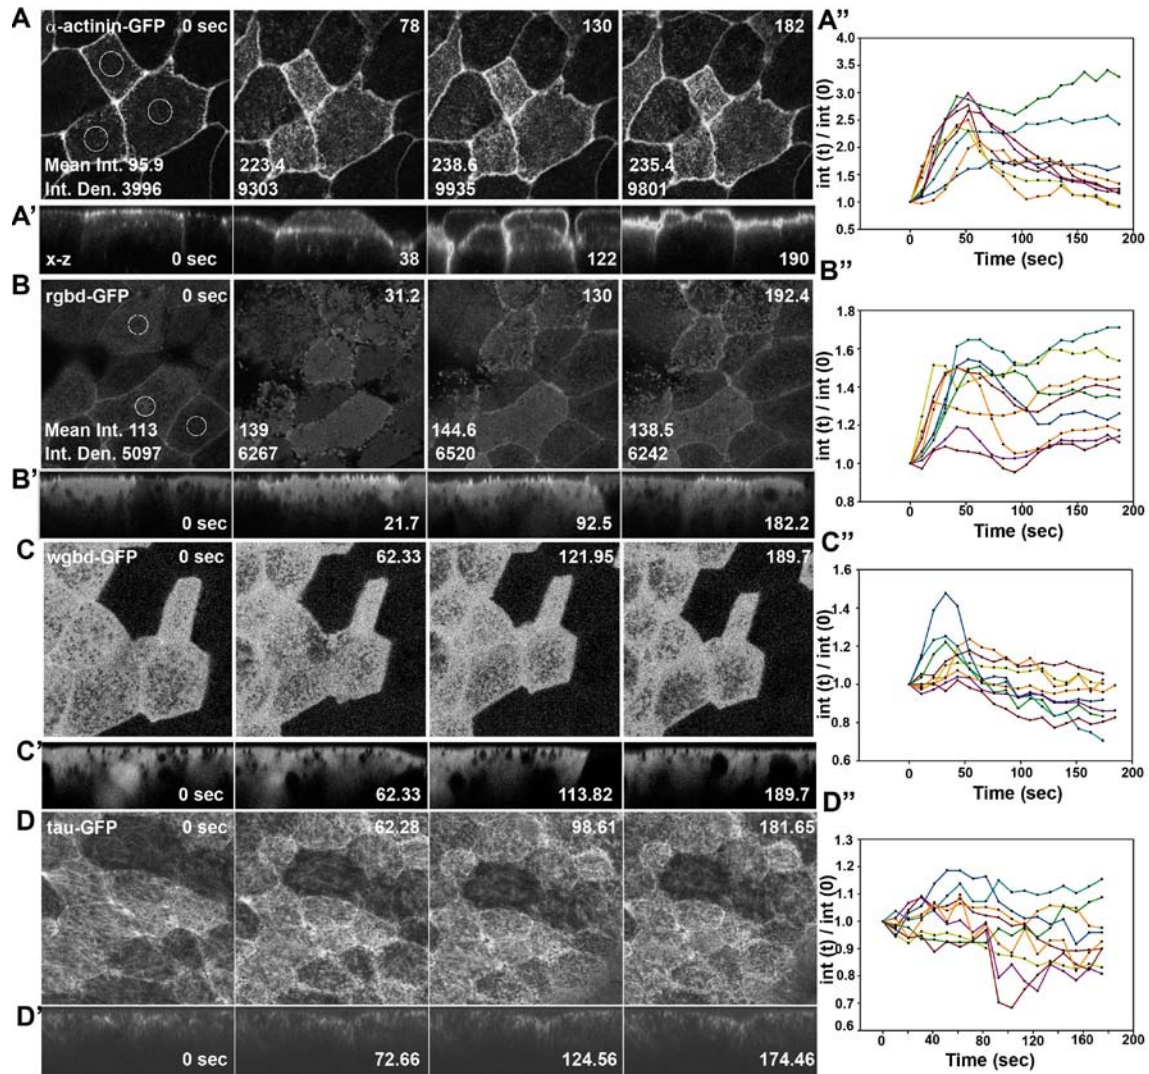 A
α-actinin-GFP 0 sec
78
130
182
Mean Int. 95.9
Int. Den. 3996
223.4
9303
238.6
9935
235.4
9801
A'
x-z
0 sec
38
122
190
A"
int (t) / int (0)
4.0
3.5
3.0
2.5
2.0
1.5
1.0
0.5
0 50 100 150 200
Time (sec)
B
rgbd-GFP 0 sec
31.2
130
192.4
Mean Int. 113
Int. Den. 5097
139
6267
144.6
6520
138.5
6242
B'
0 sec
21.7
92.5
182.2
B"
int (t) / int (0)
1.8
1.6
1.4
1.2
1.0
0.8
0 50 100 150 200
Time (sec)
C
wgbd-GFP 0 sec
62.33
121.95
189.7
C'
0 sec
62.33
113.82
189.7
C"
int (t) / int (0)
1.6
1.4
1.2
1.0
0.8
0.6
0 50 100 150 200
Time (sec)
D
tau-GFP 0 sec
62.28
98.61
181.65
D'
0 sec
72.66
124.56
174.46
D"
int (t) / int (0)
1.3
1.2
1.1
1.0
0.9
0.8
0.7
0.6
0 40 80 120 160 200
Time (sec)